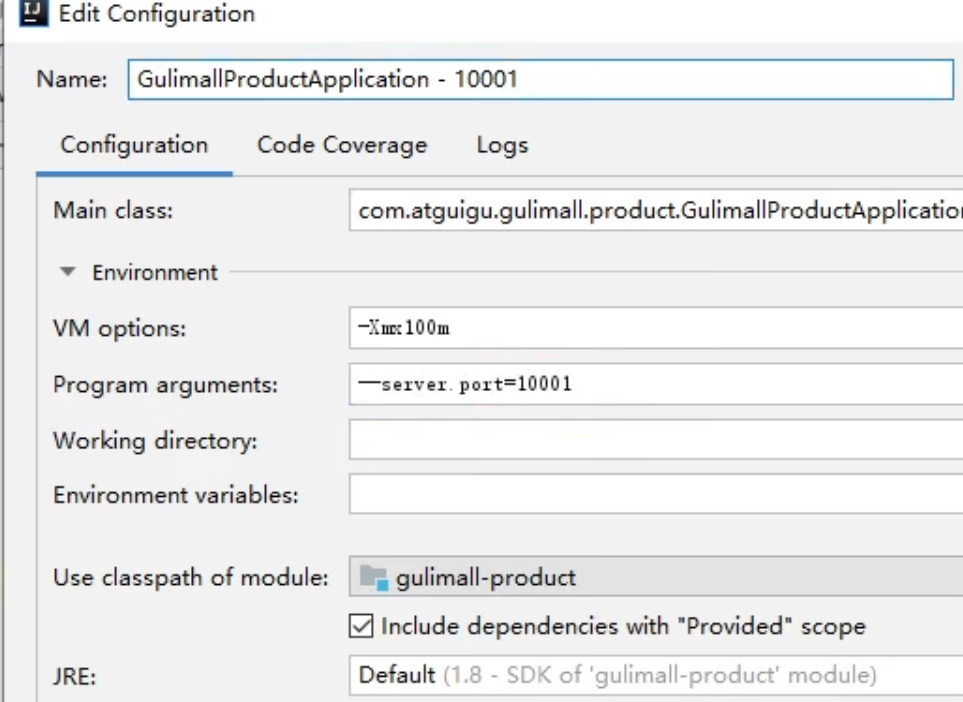 IJ Edit Configuration
Name: GulimallProductApplication - 10001
Configuration Code Coverage Logs
Main class: com.atguigu.gulimall.product.GulimallProductApplication
Environment
VM options: -Xmx100m
Program arguments: --server.port=10001
Working directory:
Environment variables:
Use classpath of module: gulimall-product
Include dependencies with "Provided" scope
JRE: Default (1.8 - SDK of 'gulimall-product' module)